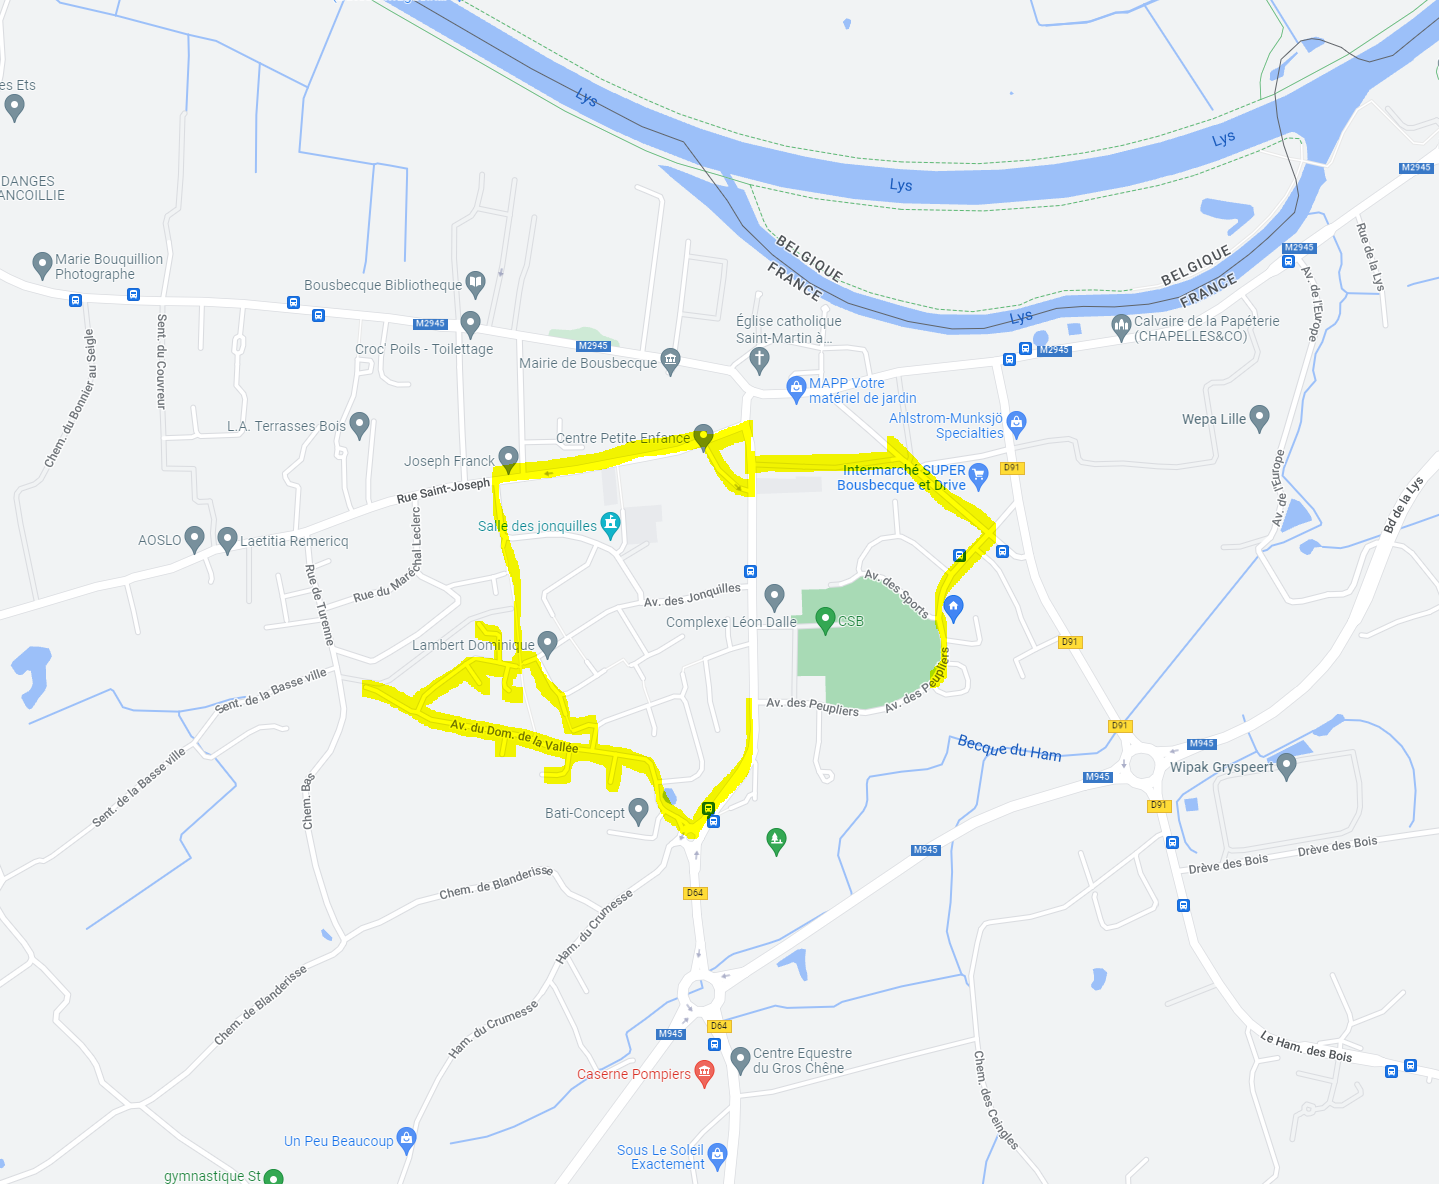 Lys
Lys
Lys
es Ets
M2945
DANGES
ANCOILLIE
BELGIQUE
FRANCE
BELGIQUE
FRANCE
Lys
M2945
Rue de la Lys
Av. de l'Europe
Marie Bouquillion
Photographe
Bousbecque Bibliotheque
M2945
Croc' Poils - Toilettage
M2945
Mairie de Bousbecque
Église catholique
Saint-Martin à...
Calvaire de la Papéterie
(CHAPELLES&CO)
M2945
Chem. du Bonnier au Seigle
Sent. du Couvreur
MAPP Votre
matériel de jardin
Ahlstrom-Munksjö
Specialties
Wepa Lille
L.A. Terrasses Bois
Centre Petite Enfance
Joseph Franck
Intermarché SUPER
Bousbecque et Drive
D91
Av. de l'Europe
Bd de la Lys
Rue Saint-Joseph
Salle des jonquilles
AOSLO
Laetitia Remericq
Rue du Maréchal Leclerc
Rue de Turenne
Av. des Jonquilles
Av. des Sports
Complexe Léon Dalle
CSB
D91
Lambert Dominique
Av. des Peupliers
Av. des Peupliers
Sent. de la Basse ville
Av. du Dom. de la Vallée
D91
Becque du Ham
M945
M945
Wipak Gryspeert
Sent. de la Basse ville
Chem. Bas
Bati-Concept
D91
M945
Drève des Bois
Drève des Bois
Chem. de Blanderisse
D64
Ham. du Crumesse
Chem. de Blanderisse
Ham. du Crumesse
M945
D64
Le Ham. des Bois
Centre Equestre
du Gros Chêne
Caserne Pompiers
Chem. des Ceingles
Un Peu Beaucoup
Sous Le Soleil
Exactement
gymnastique St